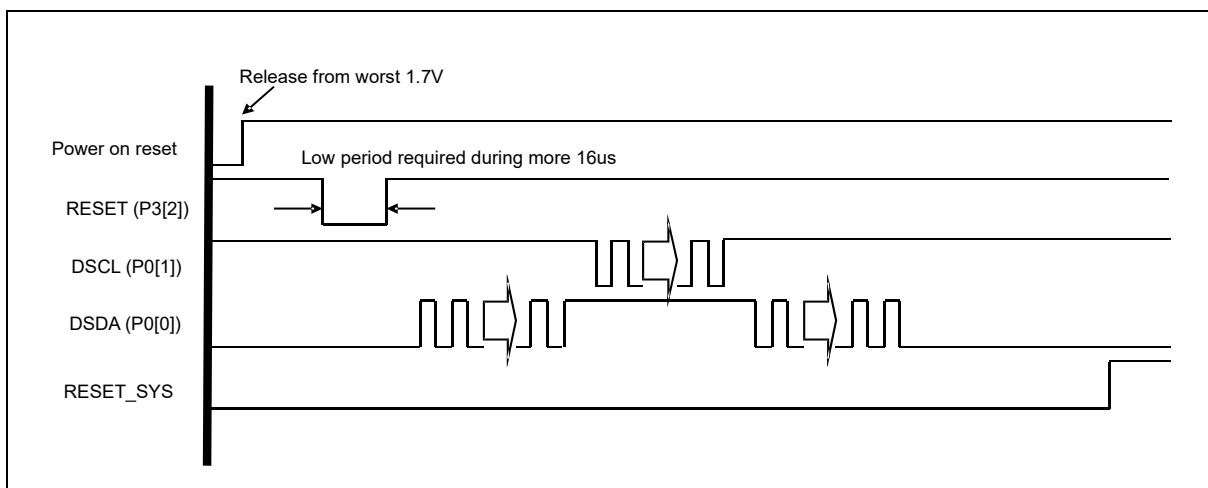 Release from worst 1.7V
Power on reset
Low period required during more 16us
RESET (P3[2])
DSCL (P0[1])
DSDA (P0[0])
RESET_SYS